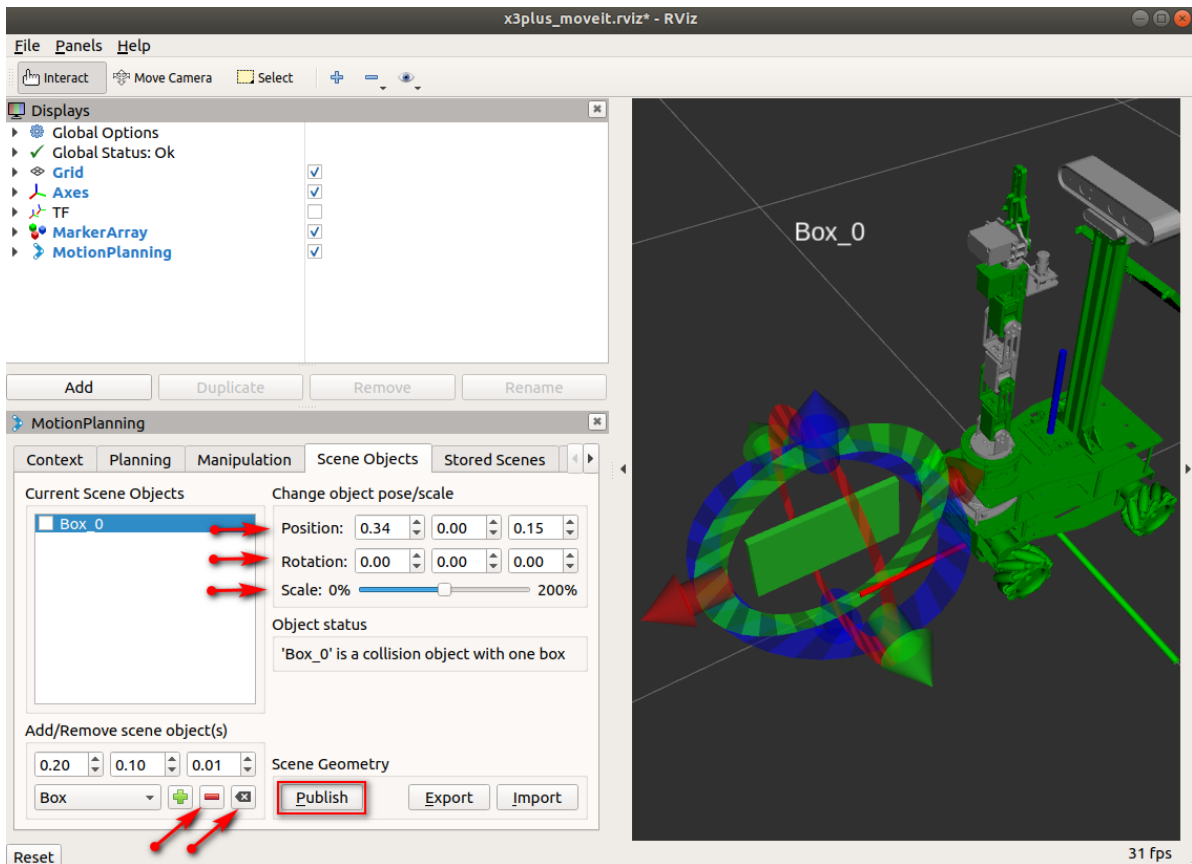 x3plus_moveit.rviz* - RViz
File Panels Help
Interact Move Camera Select
Displays
Global Options
Global Status: Ok
Grid
Axes
TF
MarkerArray
MotionPlanning
Add Duplicate Remove Rename
MotionPlanning
Context Planning Manipulation Scene Objects Stored Scenes
Current Scene Objects
Box_0
Change object pose/scale
Position: 0.34 0.00 0.15
Rotation: 0.00 0.00 0.00
Scale: 0% 200%
Object status
'Box_0' is a collision object with one box
Add/Remove scene object(s)
0.20 0.10 0.01
Box
Scene Geometry
Publish Export Import
Reset
Box_0
31 fps